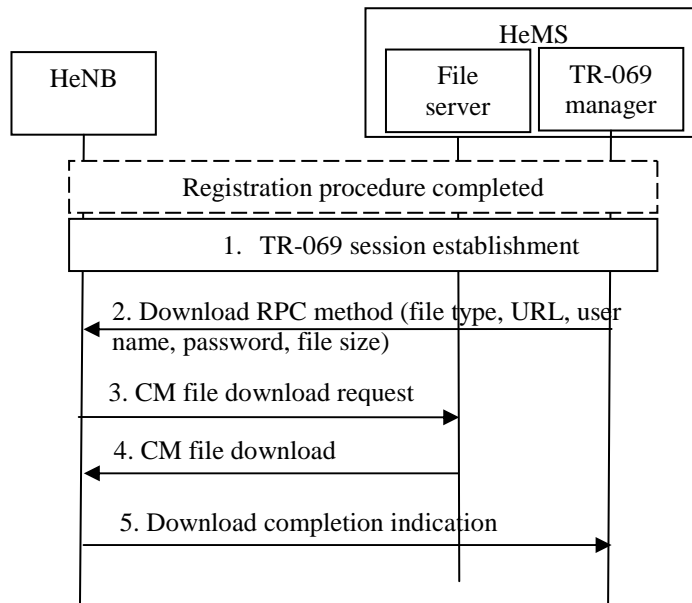 HeMS
HeNB
File
server
TR-069
manager
Registration procedure completed
1. TR-069 session establishment
2. Download RPC method (file type, URL, user
name, password, file size)
3. CM file download request
4. CM file download
5. Download completion indication